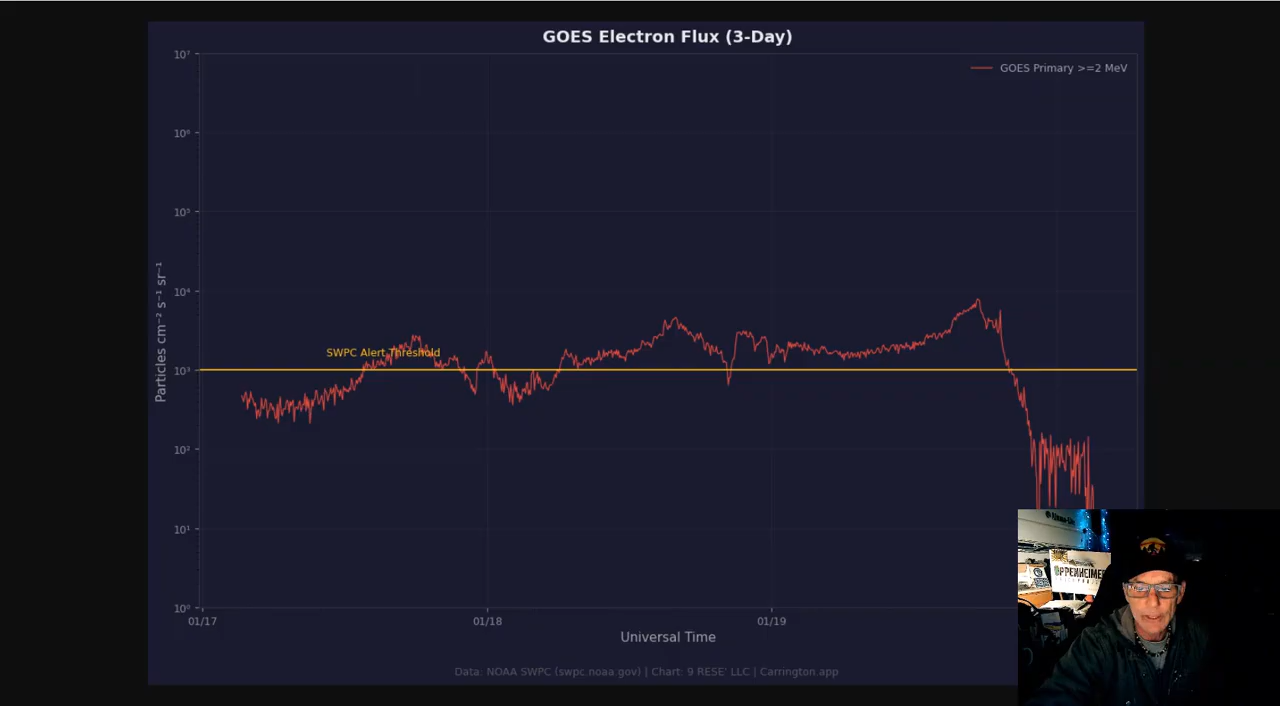 GOES Electron Flux (3-Day)
GOES Primary >=2 MeV
10⁷
10⁶
10⁵
10⁴
10³
10²
10¹
10⁰
Particles cm⁻² s⁻¹ sr⁻¹
SWPC Alert Threshold
01/17
01/18
01/19
Universal Time
Data: NOAA SWPC (swpc.noaa.gov) | Chart: 9 RESE' LLC | Carrington.app
OPPENHEIMER